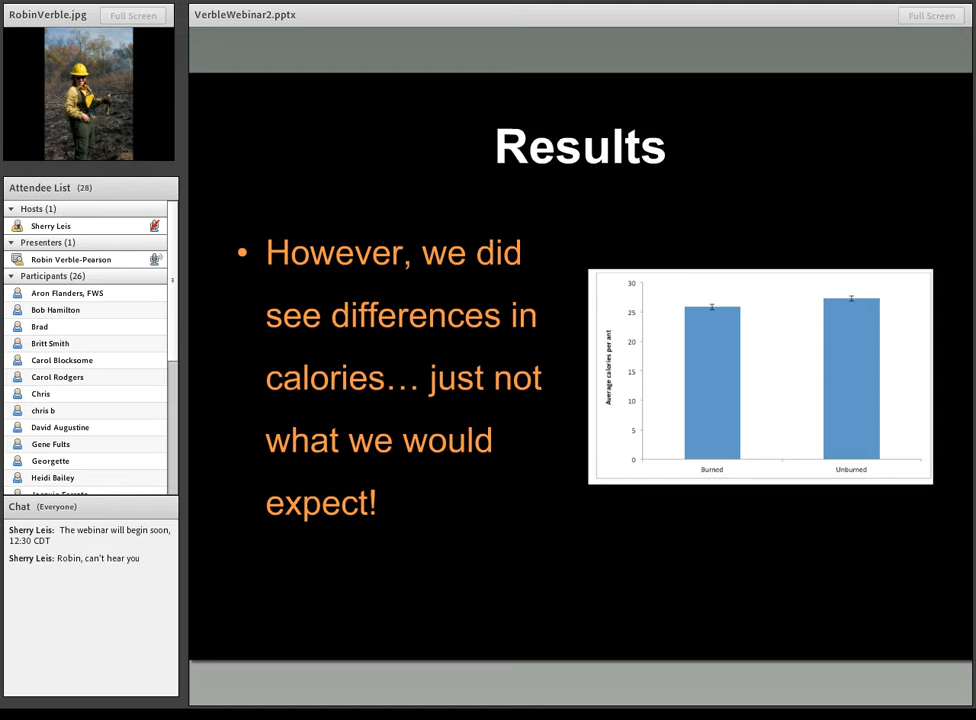 RobinVerble.jpg
Full Screen
VerbleWebinar2.pptx
Full Screen
Attendee List (28)
Hosts (1)
Sherry Leis
Presenters (1)
Robin Verble-Pearson
Participants (26)
Aron Flanders, FWS
Bob Hamilton
Brad
Britt Smith
Carol Blocksome
Carol Rodgers
Chris
chris b
David Augustine
Gene Fults
Georgette
Heidi Bailey
Chat (Everyone)
Sherry Leis: The webinar will begin soon,
12:30 CDT
Sherry Leis: Robin, can't hear you
Results
• However, we did
see differences in
calories… just not
what we would
expect!
Average calories per ant
30
25
20
15
10
5
0
Burned
Unburned